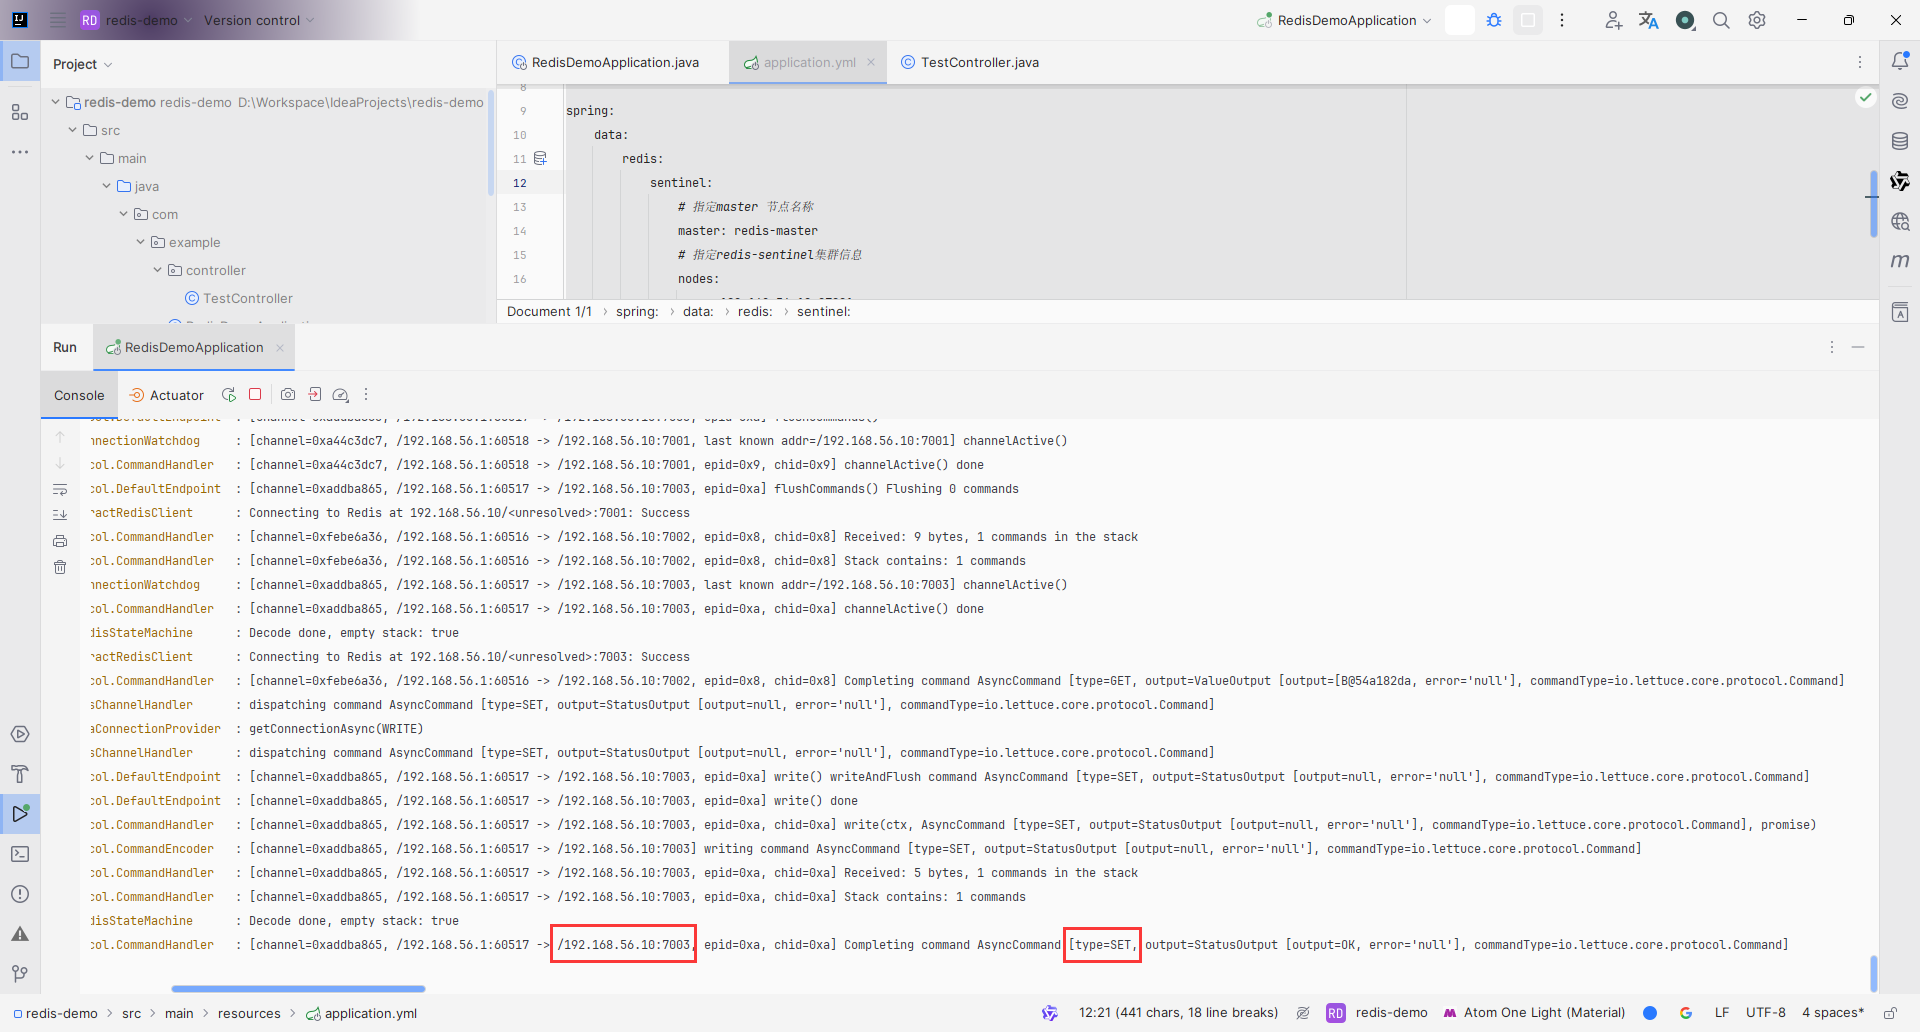 RD redis-demo Version control RedisDemoApplication
Project
RedisDemoApplication.java application.yml TestController.java
redis-demo redis-demo D:\Workspace\IdeaProjects\redis-demo
src
main
java
com
example
controller
TestController
8
9 spring:
10 data:
11 redis:
12 sentinel:
13 # 指定master 节点名称
14 master: redis-master
15 # 指定redis-sentinel集群信息
16 nodes:
Document 1/1 › spring: › data: › redis: › sentinel:
Run RedisDemoApplication
Console Actuator
nnectionWatchdog : [channel=0xa44c3dc7, /192.168.56.1:60518 -> /192.168.56.10:7001, last known addr=/192.168.56.10:7001] channelActive()
col.CommandHandler : [channel=0xa44c3dc7, /192.168.56.1:60518 -> /192.168.56.10:7001, epid=0x9, chid=0x9] channelActive() done
col.DefaultEndpoint : [channel=0xaddba865, /192.168.56.1:60517 -> /192.168.56.10:7003, epid=0xa] flushCommands() Flushing 0 commands
ractRedisClient : Connecting to Redis at 192.168.56.10/<unresolved>:7001: Success
col.CommandHandler : [channel=0xfebe6a36, /192.168.56.1:60516 -> /192.168.56.10:7002, epid=0x8, chid=0x8] Received: 9 bytes, 1 commands in the stack
col.CommandHandler : [channel=0xfebe6a36, /192.168.56.1:60516 -> /192.168.56.10:7002, epid=0x8, chid=0x8] Stack contains: 1 commands
nnectionWatchdog : [channel=0xaddba865, /192.168.56.1:60517 -> /192.168.56.10:7003, last known addr=/192.168.56.10:7003] channelActive()
col.CommandHandler : [channel=0xaddba865, /192.168.56.1:60517 -> /192.168.56.10:7003, epid=0xa, chid=0xa] channelActive() done
disStateMachine : Decode done, empty stack: true
ractRedisClient : Connecting to Redis at 192.168.56.10/<unresolved>:7003: Success
col.CommandHandler : [channel=0xfebe6a36, /192.168.56.1:60516 -> /192.168.56.10:7002, epid=0x8, chid=0x8] Completing command AsyncCommand [type=GET, output=ValueOutput [output=[B@54a182da, error='null'], commandType=io.lettuce.core.protocol.Command]
sChannelHandler : dispatching command AsyncCommand [type=SET, output=StatusOutput [output=null, error='null'], commandType=io.lettuce.core.protocol.Command]
aConnectionProvider : getConnectionAsync(WRITE)
sChannelHandler : dispatching command AsyncCommand [type=SET, output=StatusOutput [output=null, error='null'], commandType=io.lettuce.core.protocol.Command]
col.DefaultEndpoint : [channel=0xaddba865, /192.168.56.1:60517 -> /192.168.56.10:7003, epid=0xa] write() writeAndFlush command AsyncCommand [type=SET, output=StatusOutput [output=null, error='null'], commandType=io.lettuce.core.protocol.Command]
col.DefaultEndpoint : [channel=0xaddba865, /192.168.56.1:60517 -> /192.168.56.10:7003, epid=0xa] write() done
col.CommandHandler : [channel=0xaddba865, /192.168.56.1:60517 -> /192.168.56.10:7003, epid=0xa, chid=0xa] write(ctx, AsyncCommand [type=SET, output=StatusOutput [output=null, error='null'], commandType=io.lettuce.core.protocol.Command], promise)
col.CommandEncoder : [channel=0xaddba865, /192.168.56.1:60517 -> /192.168.56.10:7003] writing command AsyncCommand [type=SET, output=StatusOutput [output=null, error='null'], commandType=io.lettuce.core.protocol.Command]
col.CommandHandler : [channel=0xaddba865, /192.168.56.1:60517 -> /192.168.56.10:7003, epid=0xa, chid=0xa] Received: 5 bytes, 1 commands in the stack
col.CommandHandler : [channel=0xaddba865, /192.168.56.1:60517 -> /192.168.56.10:7003, epid=0xa, chid=0xa] Stack contains: 1 commands
disStateMachine : Decode done, empty stack: true
col.CommandHandler : [channel=0xaddba865, /192.168.56.1:60517 -> /192.168.56.10:7003, epid=0xa, chid=0xa] Completing command AsyncCommand [type=SET, output=StatusOutput [output=OK, error='null'], commandType=io.lettuce.core.protocol.Command]
redis-demo › src › main › resources › application.yml 12:21 (441 chars, 18 line breaks) RD redis-demo Atom One Light (Material) LF UTF-8 4 spaces*